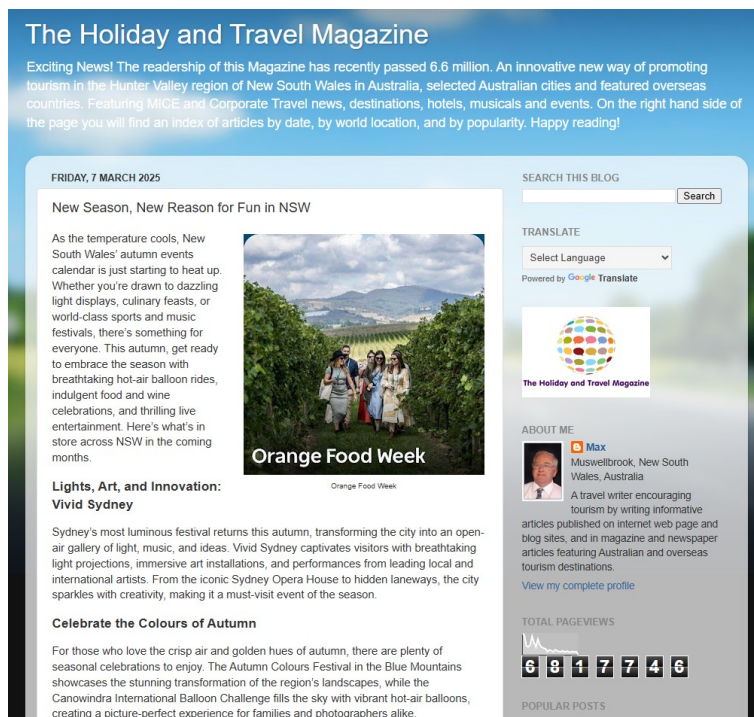 The Holiday and Travel Magazine
Exciting News! The readership of this Magazine has recently passed 6.6 million. An innovative new way of promoting
tourism in the Hunter Valley region of New South Wales in Australia, selected Australian cities and featured overseas
countries. Featuring MICE and Corporate Travel news, destinations, hotels, musicals and events. On the right hand side of
the page you will find an index of articles by date, by world location, and by popularity. Happy reading!
FRIDAY, 7 MARCH 2025
New Season, New Reason for Fun in NSW
As the temperature cools, New
South Wales’ autumn events
calendar is just starting to heat up.
Whether you’re drawn to dazzling
light displays, culinary feasts, or
world-class sports and music
festivals, there’s something for
everyone. This autumn, get ready
to embrace the season with
breathtaking hot-air balloon rides,
indulgent food and wine
celebrations, and thrilling live
entertainment. Here’s what’s in
store across NSW in the coming
months.
Orange Food Week
Orange Food Week
Lights, Art, and Innovation:
Vivid Sydney
Sydney’s most luminous festival returns this autumn, transforming the city into an open-
air gallery of light, music, and ideas. Vivid Sydney captivates visitors with breathtaking
light projections, immersive art installations, and performances from leading local and
international artists. From the iconic Sydney Opera House to hidden laneways, the city
sparkles with creativity, making it a must-visit event of the season.
Celebrate the Colours of Autumn
For those who love the crisp air and golden hues of autumn, there are plenty of
seasonal celebrations to enjoy. The Autumn Colours Festival in the Blue Mountains
showcases the stunning transformation of the region’s landscapes, while the
Canowindra International Balloon Challenge fills the sky with vibrant hot-air balloons,
creating a picture-perfect experience for families and photographers alike.
SEARCH THIS BLOG
Search
TRANSLATE
Select Language
Powered by Google Translate
The Holiday and Travel Magazine
ABOUT ME
Max
Muswellbrook, New South
Wales, Australia
A travel writer encouraging
tourism by writing informative
articles published on internet web page and
blog sites, and in magazine and newspaper
articles featuring Australian and overseas
tourism destinations.
View my complete profile
TOTAL PAGEVIEWS
6817746
POPULAR POSTS